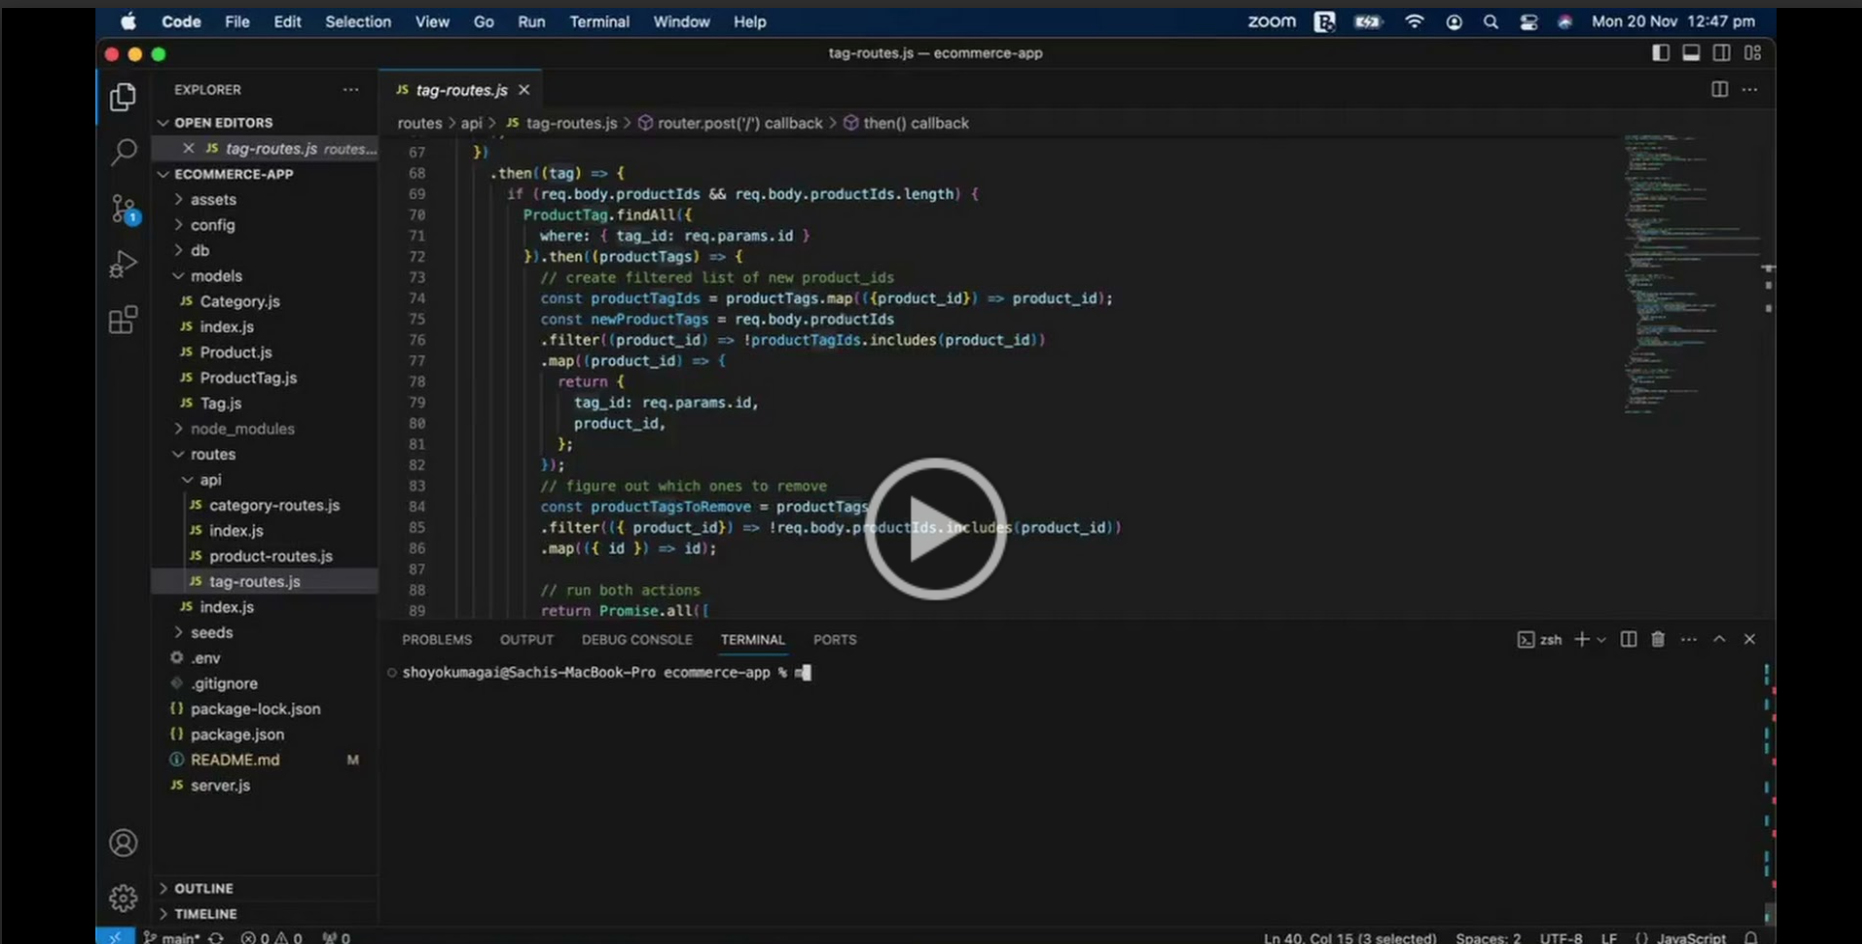 Code File Edit Selection View Go Run Terminal Window Help zoom Mon 20 Nov 12:47 pm
tag-routes.js — ecommerce-app
EXPLORER
OPEN EDITORS
JS tag-routes.js routes...
ECOMMERCE-APP
assets
config
db
models
JS Category.js
JS index.js
JS Product.js
JS ProductTag.js
JS Tag.js
node_modules
routes
api
JS category-routes.js
JS index.js
JS product-routes.js
JS tag-routes.js
JS index.js
seeds
.env
.gitignore
{} package-lock.json
{} package.json
README.md M
JS server.js
OUTLINE
TIMELINE
JS tag-routes.js
routes > api > JS tag-routes.js > router.post('/') callback > then() callback
67 })
68 .then((tag) => {
69 if (req.body.productIds && req.body.productIds.length) {
70 ProductTag.findAll({
71 where: { tag_id: req.params.id }
72 }).then((productTags) => {
73 // create filtered list of new product_ids
74 const productTagIds = productTags.map(({product_id}) => product_id);
75 const newProductTags = req.body.productIds
76 .filter((product_id) => !productTagIds.includes(product_id))
77 .map((product_id) => {
78 return {
79 tag_id: req.params.id,
80 product_id,
81 };
82 });
83 // figure out which ones to remove
84 const productTagsToRemove = productTags
85 .filter(({ product_id}) => !req.body.productIds.includes(product_id))
86 .map(({ id }) => id);
87
88 // run both actions
89 return Promise.all([
PROBLEMS OUTPUT DEBUG CONSOLE TERMINAL PORTS zsh
shoyokumagai@Sachis-MacBook-Pro ecommerce-app % m
main* 0 0 0 Ln 40, Col 15 (3 selected) Spaces: 2 UTF-8 LF {} JavaScript